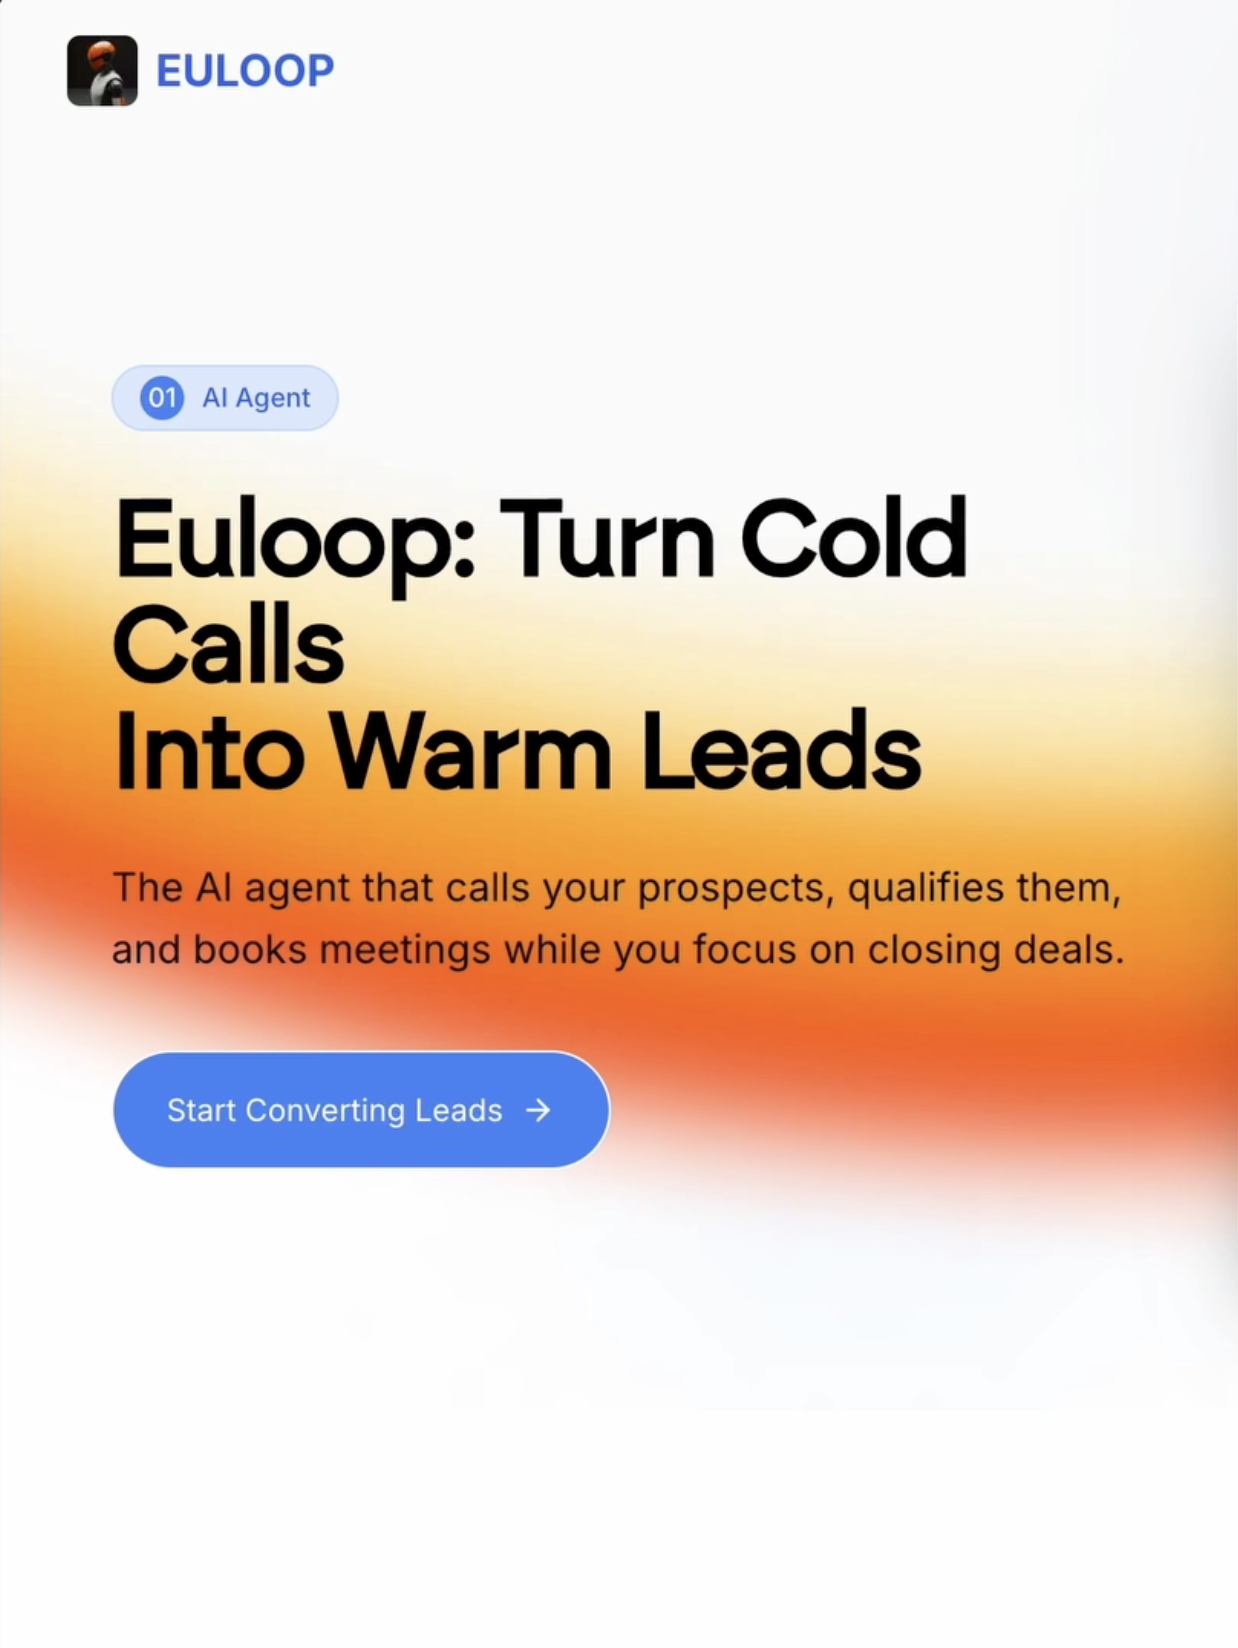 EULOOP
01 AI Agent
Euloop: Turn Cold
Calls
Into Warm Leads
The AI agent that calls your prospects, qualifies them,
and books meetings while you focus on closing deals.
Start Converting Leads →